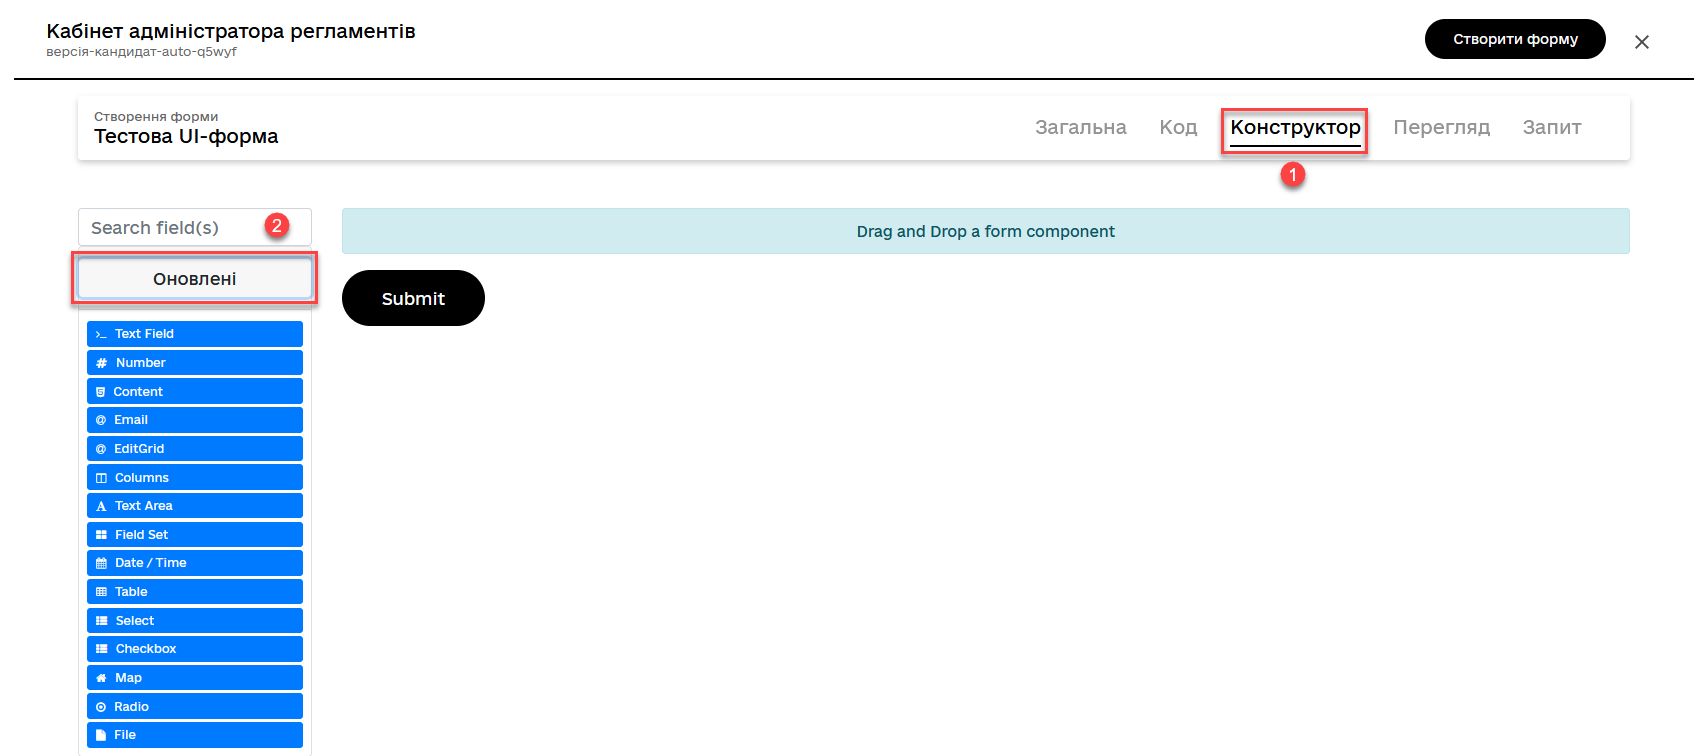 Кабінет адміністратора регламентів
версія-кандидат-auto-q5wyf
Створити форму
Створення форми
Тестова UI-форма
Загальна Код Конструктор Перегляд Запит
1
Search field(s)
2
Drag and Drop a form component
Оновлені
Submit
Text Field
Number
Content
Email
EditGrid
Columns
Text Area
Field Set
Date / Time
Table
Select
Checkbox
Map
Radio
File